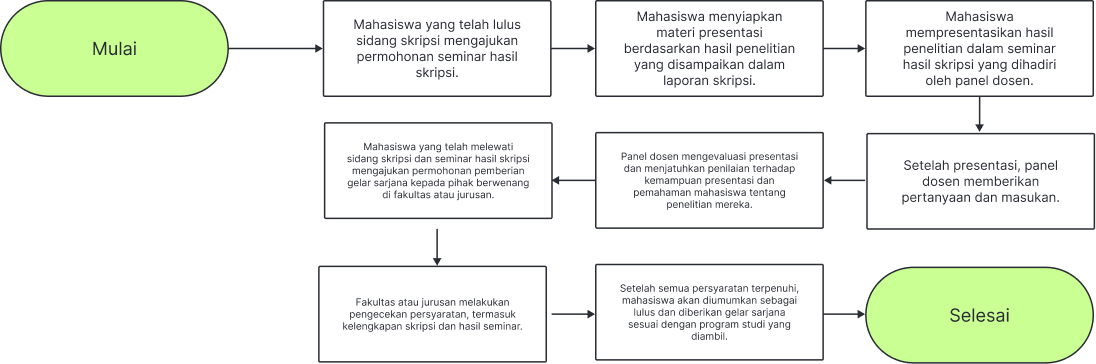 Mulai
Mahasiswa yang telah lulus
sidang skripsi mengajukan
permohonan seminar hasil
skripsi.
Mahasiswa menyiapkan
materi presentasi
berdasarkan hasil penelitian
yang disampaikan dalam
laporan skripsi.
Mahasiswa
mempresentasikan hasil
penelitian dalam seminar
hasil skripsi yang dihadiri
oleh panel dosen.
Setelah presentasi, panel
dosen memberikan
pertanyaan dan masukan.
Panel dosen mengevaluasi presentasi
dan menjatuhkan penilaian terhadap
kemampuan presentasi dan
pemahaman mahasiswa tentang
penelitian mereka.
Mahasiswa yang telah melewati
sidang skripsi dan seminar hasil skripsi
mengajukan permohonan pemberian
gelar sarjana kepada pihak berwenang
di fakultas atau jurusan.
Fakultas atau jurusan melakukan
pengecekan persyaratan, termasuk
kelengkapan skripsi dan hasil seminar.
Setelah semua persyaratan terpenuhi,
mahasiswa akan diumumkan sebagai
lulus dan diberikan gelar sarjana
sesuai dengan program studi yang
diambil.
Selesai